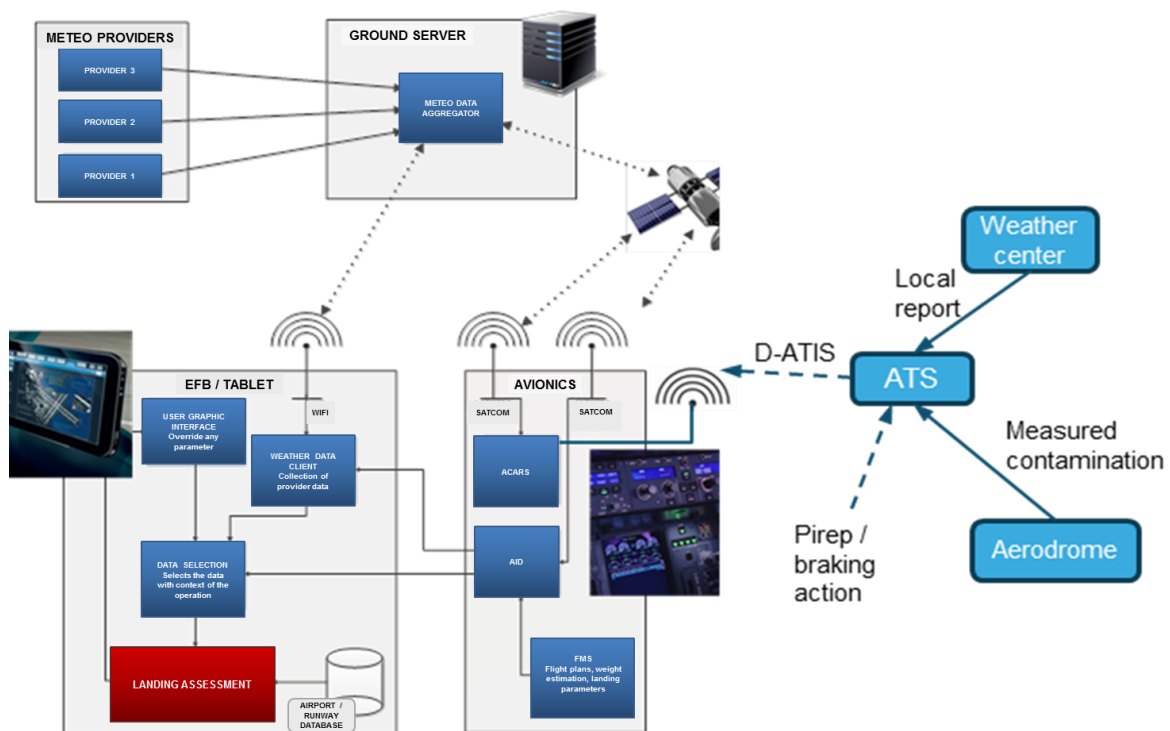 METEO PROVIDERS
PROVIDER 3
PROVIDER 2
PROVIDER 1
GROUND SERVER
METEO DATA
AGGREGATOR
EFB / TABLET
WIFI
USER GRAPHIC
INTERFACE
Override any
parameter
WEATHER DATA
CLIENT
Collection of
provider data
DATA SELECTION
Selects the data
with context of the
operation
LANDING ASSESSMENT
AIRPORT /
RUNWAY
DATABASE
AVIONICS
SATCOM
SATCOM
ACARS
AID
FMS
Flight plans, weight
estimation, landing
parameters
Weather
center
Local
report
D-ATIS
ATS
Measured
contamination
Pirep /
braking
action
Aerodrome